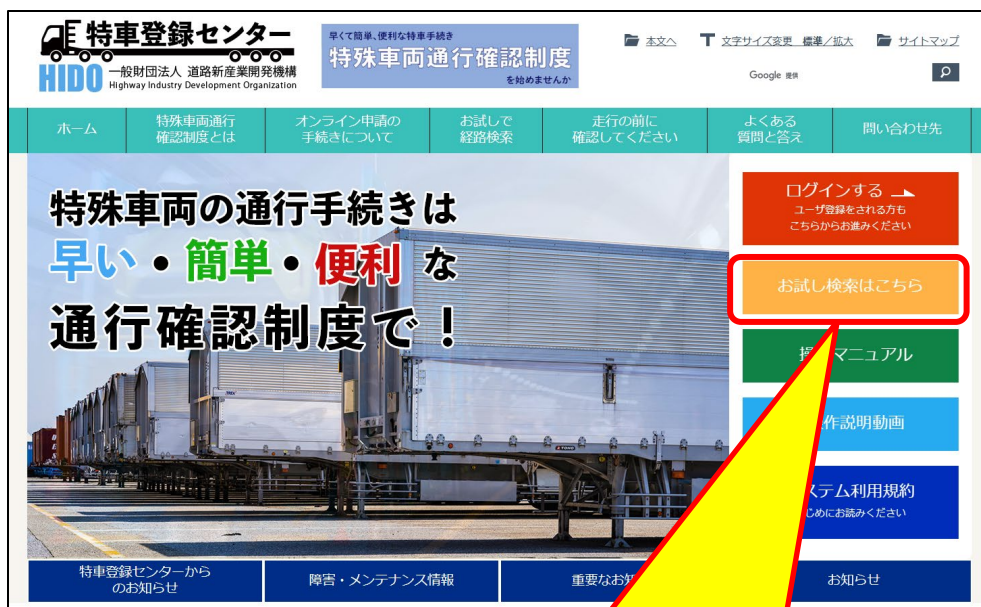 特車登録センター
HIDO 一般財団法人 道路新産業開発機構
Highway Industry Development Organization
早くて簡単、便利な特車手続き
特殊車両通行確認制度
を始めませんか
本文へ
文字サイズ変更 標準/拡大
サイトマップ
Google 提供
ホーム
特殊車両通行
確認制度とは
オンライン申請の
手続きについて
お試しで
経路検索
走行の前に
確認してください
よくある
質問と答え
問い合わせ先
特殊車両の通行手続きは
早い・簡単・便利 な
通行確認制度で！
ログインする
ユーザ登録をされる方も
こちらからお進みください
お試し検索はこちら
マニュアル
作説明動画
ステム利用規約
じめにお読みください
特車登録センターから
のお知らせ
障害・メンテナンス情報
重要なお知
お知らせ